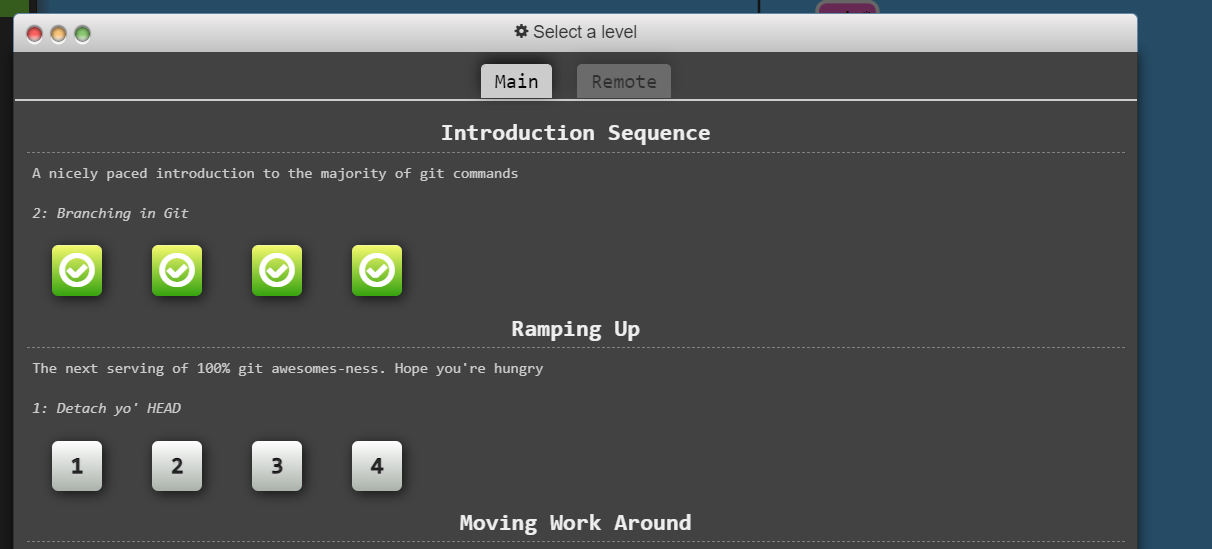 Select a level
Main Remote
Introduction Sequence
A nicely paced introduction to the majority of git commands
2: Branching in Git
Ramping Up
The next serving of 100% git awesomes-ness. Hope you're hungry
1: Detach yo' HEAD
1 2 3 4
Moving Work Around